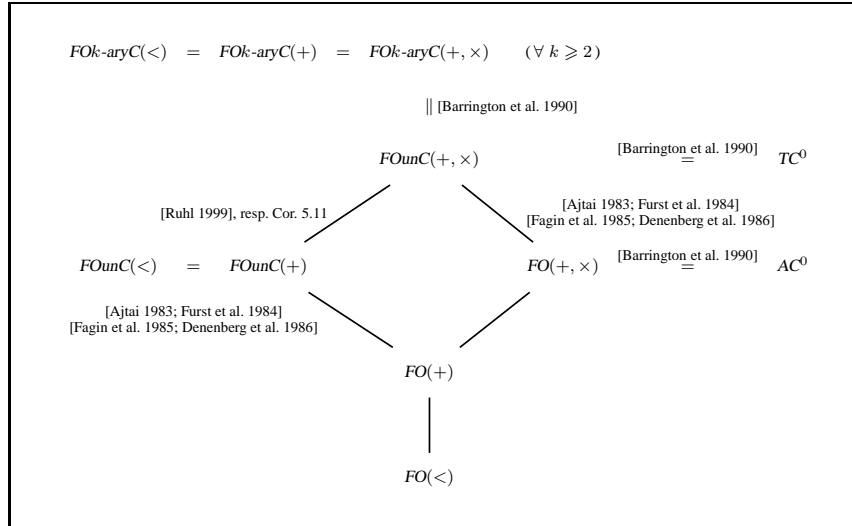 FOk-aryC(<) = FOk-aryC(+) = FOk-aryC(+, ×) (∀ k ⩾ 2)
|| [Barrington et al. 1990]
FOunC(+, ×) [Barrington et al. 1990] = TC⁰
[Ruhl 1999], resp. Cor. 5.11
[Ajtai 1983; Furst et al. 1984]
[Fagin et al. 1985; Denenberg et al. 1986]
FOunC(<) = FOunC(+) FO(+, ×) [Barrington et al. 1990] = AC⁰
[Ajtai 1983; Furst et al. 1984]
[Fagin et al. 1985; Denenberg et al. 1986]
FO(+)
FO(<)